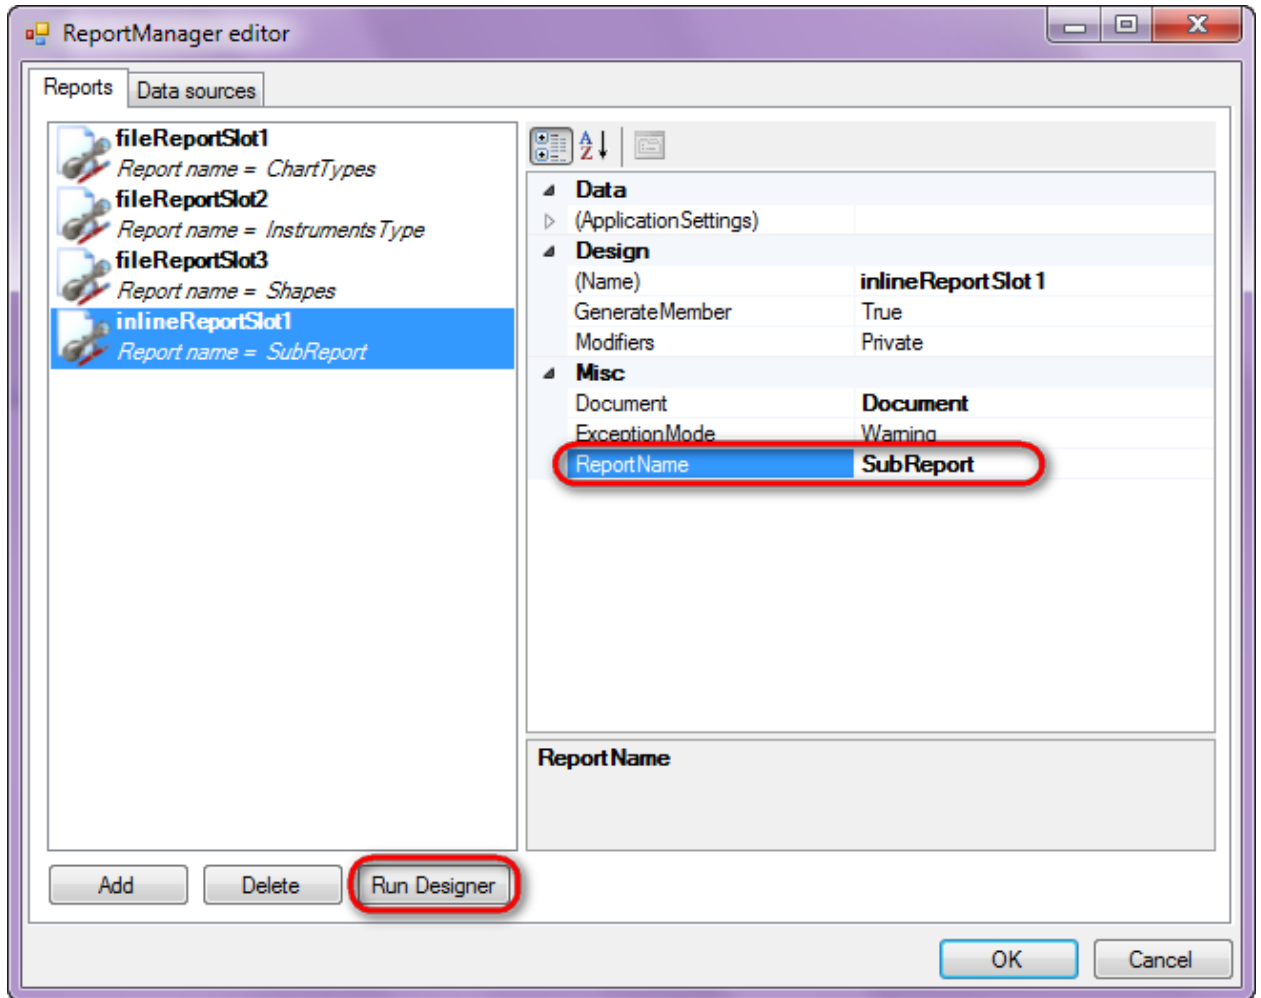 ReportManager editor
Reports
Data sources
fileReportSlot1
Report name = ChartTypes
fileReportSlot2
Report name = InstrumentsType
fileReportSlot3
Report name = Shapes
inlineReportSlot1
Report name = SubReport
A
Z
Data
(ApplicationSettings)
Design
(Name) inlineReportSlot1
GenerateMember True
Modifiers Private
Misc
Document Document
ExceptionMode Warning
ReportName SubReport
ReportName
Add
Delete
Run Designer
OK
Cancel